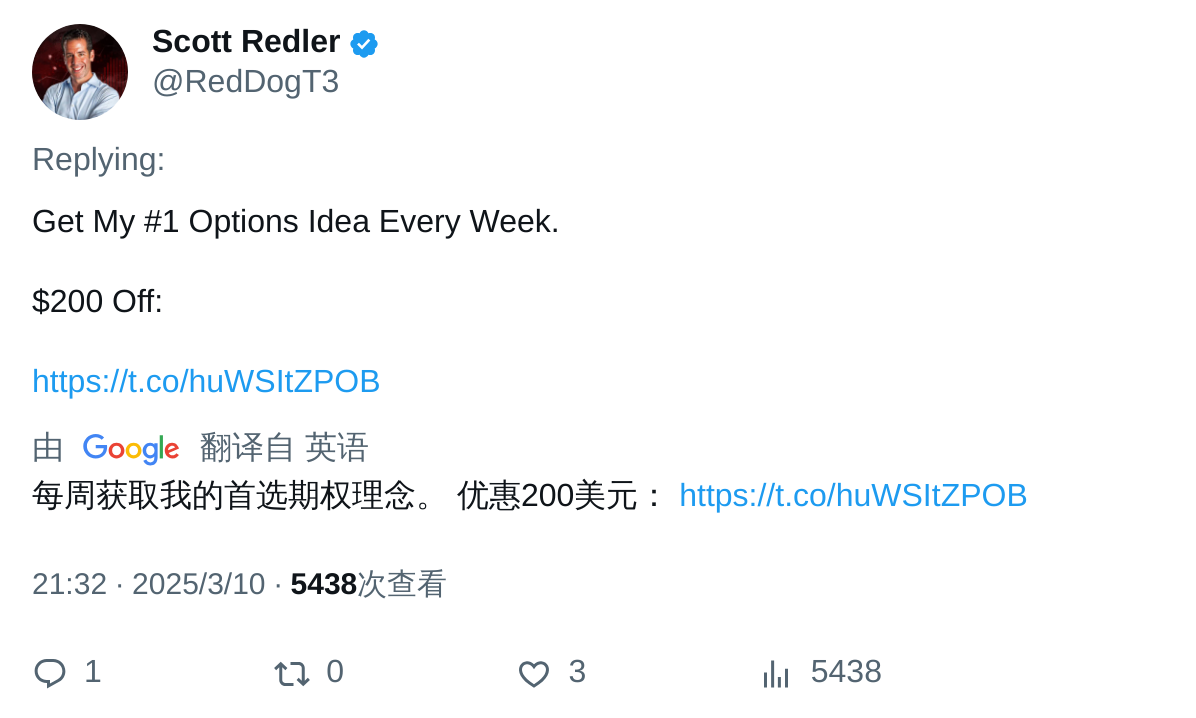 Scott Redler
@RedDogT3
Replying:
Get My #1 Options Idea Every Week.
$200 Off:
https://t.co/huWSItZPOB
由 Google 翻译自 英语
每周获取我的首选期权理念。 优惠200美元： https://t.co/huWSItZPOB
21:32 · 2025/3/10 · 5438次查看
1 0 3 5438